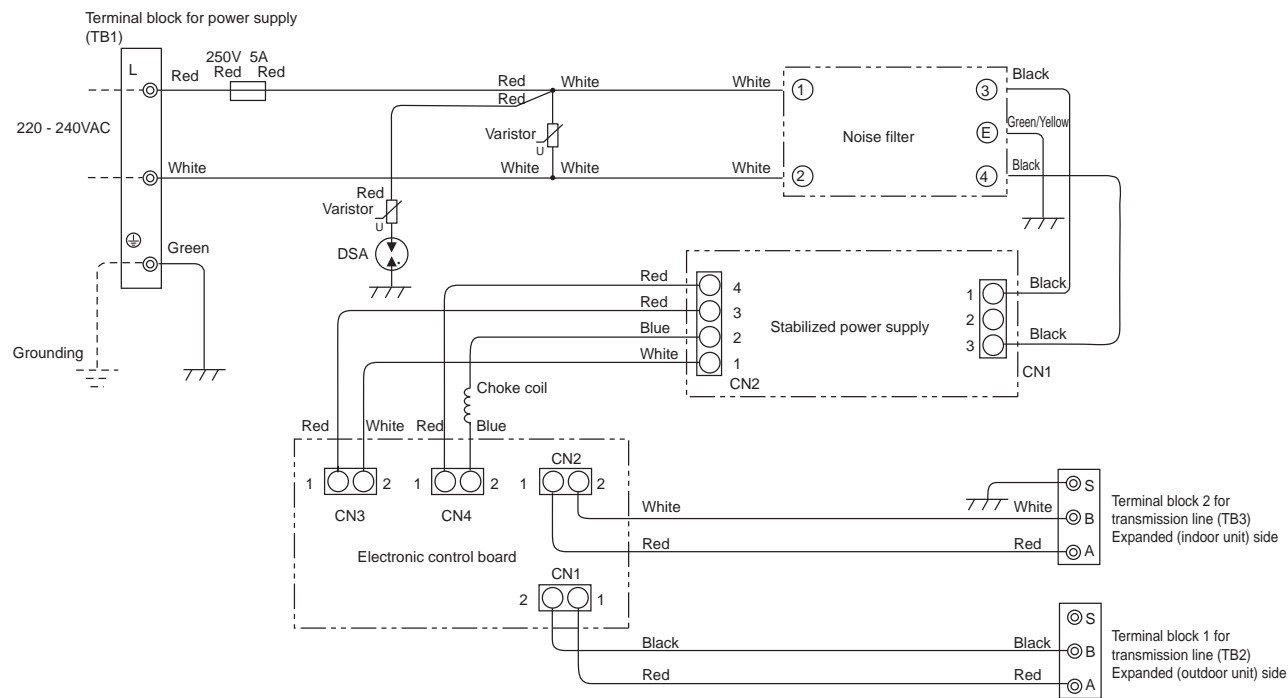 Terminal block for power supply
(TB1)
L
Red
250V 5A
Red Red
Red White White
Red
220 - 240VAC
Varistor
U
White White White White
Red
Varistor
U
DSA
Green
Grounding
1 3
Noise filter
E
2 4
Black
Green/Yellow
Black
Red 4
Red 3
Blue 2
White 1
CN2
Stabilized power supply
1 Black
2
3 Black
CN1
Choke coil
Red White Red Blue
1 2
CN3
1 2
CN4
CN2
1 2
Electronic control board
CN1
2 1
White White
Red Red
S
B
A
Terminal block 2 for
transmission line (TB3)
Expanded (indoor unit) side
Black Black
Red Red
S
B
A
Terminal block 1 for
transmission line (TB2)
Expanded (outdoor unit) side